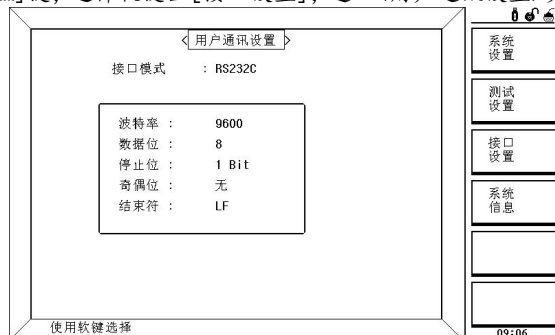 用户通讯设置
接口模式 : RS232C
波特率 : 9600
数据位 : 8
停止位 : 1 Bit
奇偶位 : 无
结束符 : LF
使用软键选择
系统
设置
测试
设置
接口
设置
系统
信息
09:06